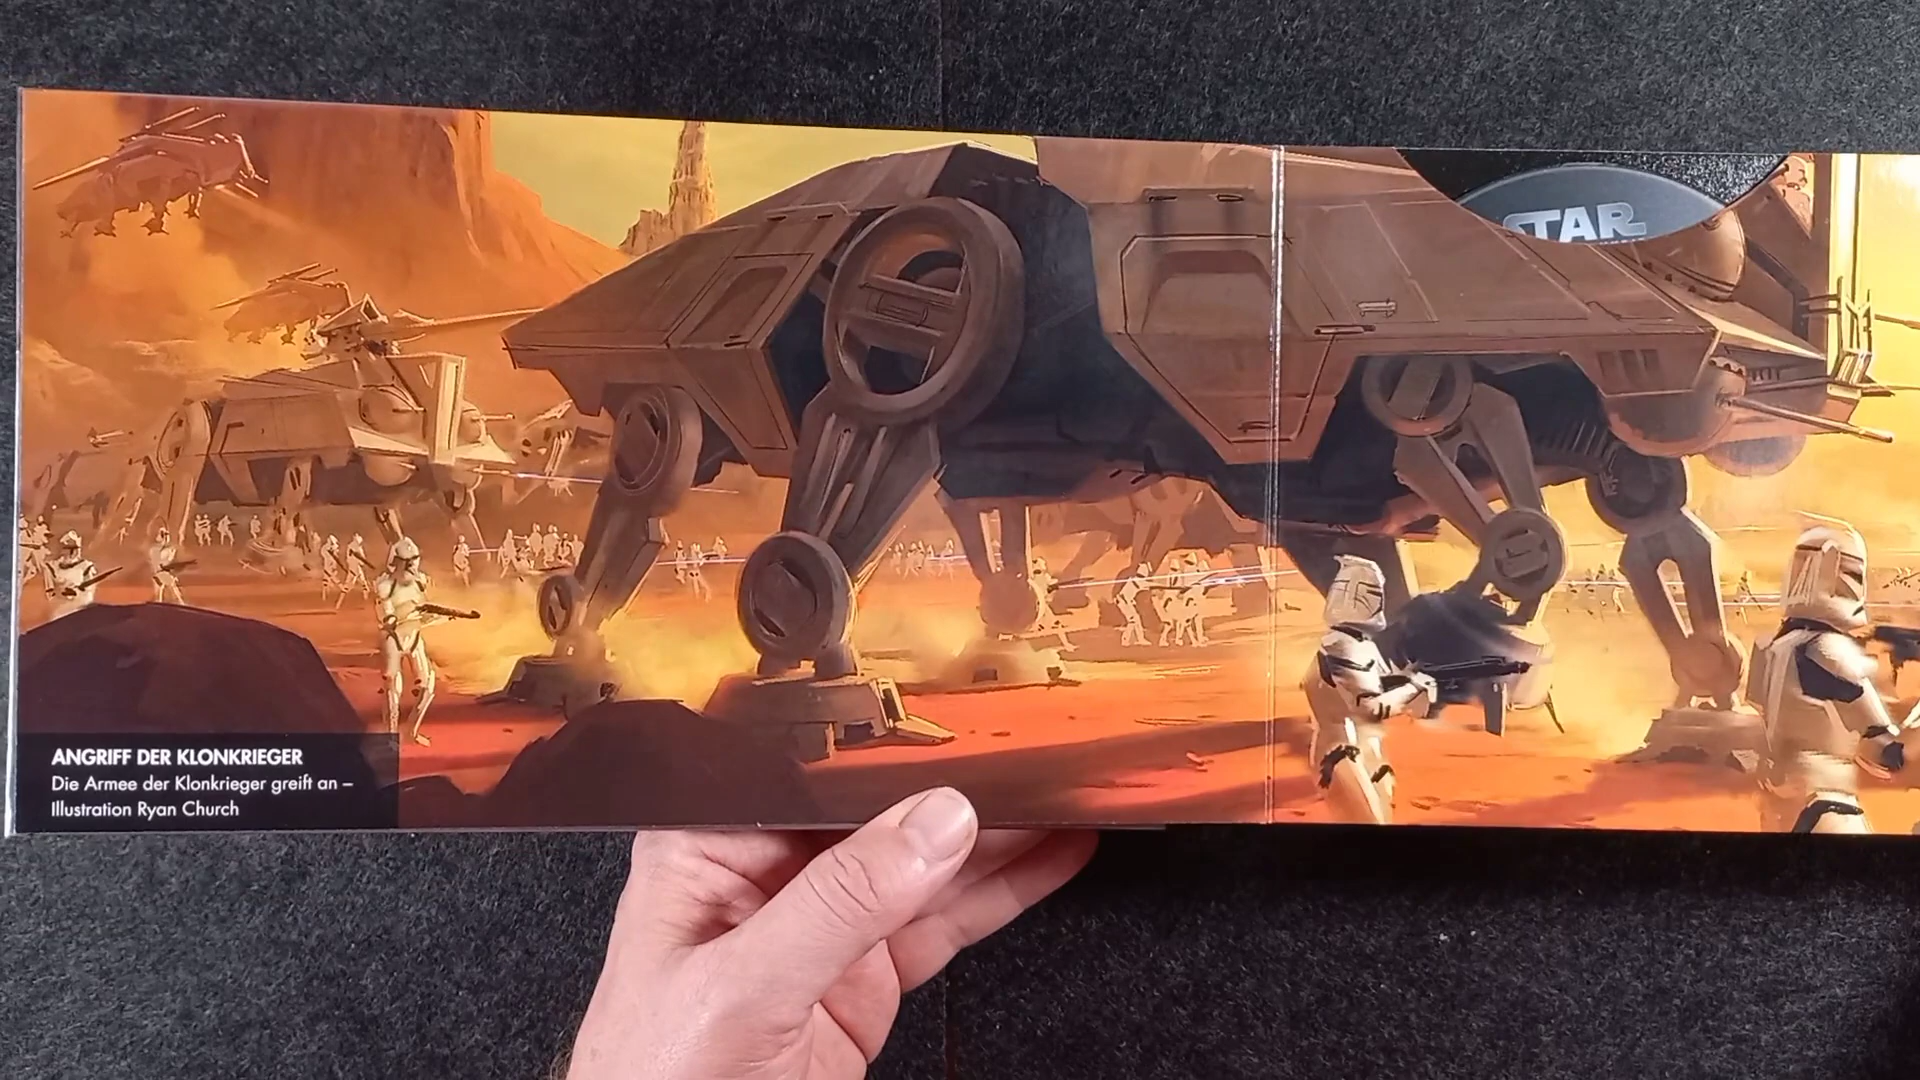 STAR
ANGRIFF DER KLONKRIEGER
Die Armee der Klonkrieger greift an –
Illustration Ryan Church